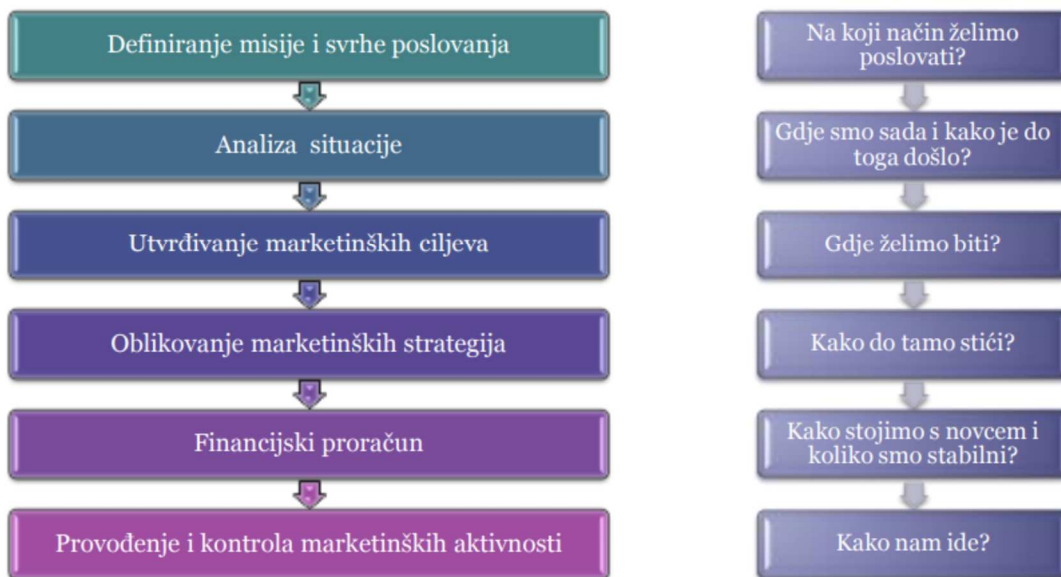 Definiranje misije i svrhe poslovanja
Analiza situacije
Utvrđivanje marketinških ciljeva
Oblikovanje marketinških strategija
Financijski proračun
Provođenje i kontrola marketinških aktivnosti
Na koji način želimo
poslovati?
Gdje smo sada i kako je do
toga došlo?
Gdje želimo biti?
Kako do tamo stići?
Kako stojimo s novcem i
koliko smo stabilni?
Kako nam ide?